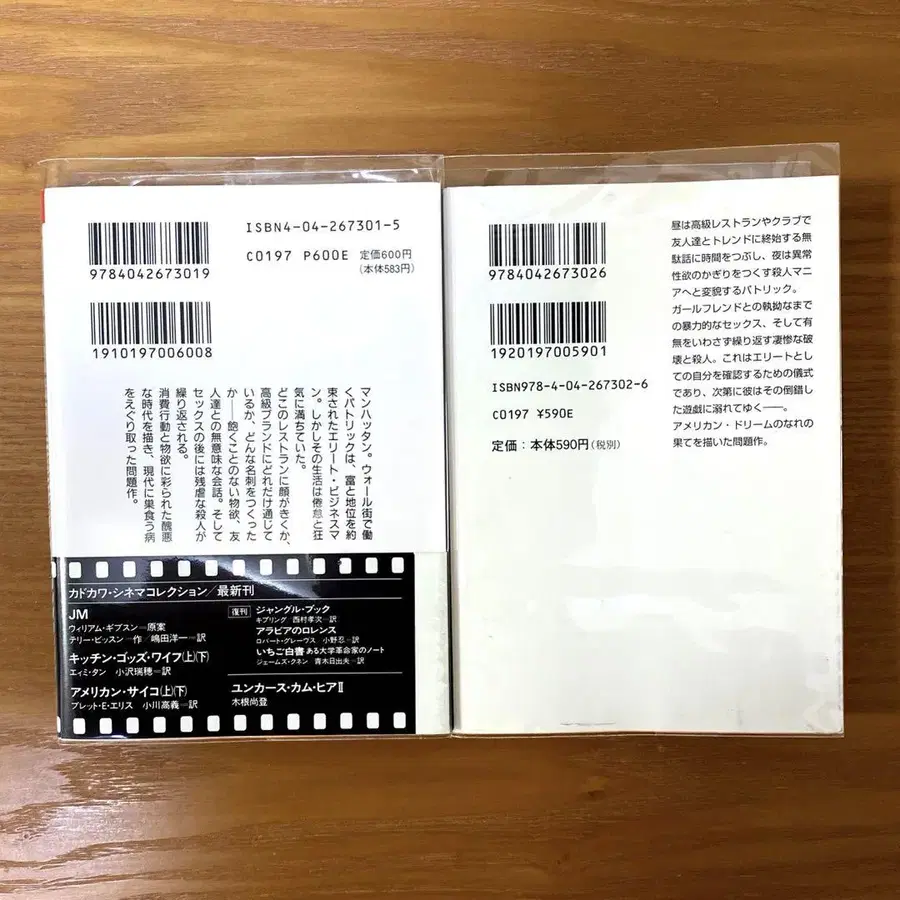 ISBN4-04-267301-5
C0197 P600E 定価600円
(本体583円)
9784042673019
1910197006008
マンハッタン。ウォール街で働
くパトリックは、富と地位を約
束されたエリート・ビジネスマ
ン。しかしその生活は倦怠と狂
気に満ちていた。
どこのレストランに顔がきくか、
高級ブランドにどれだけ通じて
いるか、どんな名刺をつくった
か――飽くことのない物欲、友
人達との無意味な会話。そして
セックスの後には残虐な殺人が
繰り返される。
消費行動と物欲に彩られた醜悪
な時代を描き、現代に巣食う病
をえぐり取った問題作。
カドカワ・シネマコレクション/最新刊
JM
ウィリアム・ギブスン=原案
テリー・ビッスン=作/嶋田洋一=訳
キッチン・ゴッズ・ワイフ(上)(下)
エィミ・タン 小沢瑞穂=訳
アメリカン・サイコ(上)(下)
ブレット・E・エリス 小川高義=訳
復刊 ジャングル・ブック
キプリング/西村孝次=訳
アラビアのロレンス
ロバート・グレーヴス 小野忍=訳
いちご白書 ある大学革命家のノート
ジェームズ・クネン 青木日出夫=訳
ユンカース・カム・ヒアII
木根尚登
9784042673026
1920197005901
ISBN978-4-04-267302-6
C0197 ¥590E
定価:本体590円(税別)
昼は高級レストランやクラブで
友人達とトレンドに終始する無
駄話に時間をつぶし、夜は異常
性欲のかぎりをつくす殺人マニ
アへと変貌するパトリック。
ガールフレンドとの執拗なまで
の暴力的なセックス、そして有
無をいわさず繰り返す凄惨な破
壊と殺人。これはエリートとし
ての自分を確認するための儀式
であり、次第に彼はその倒錯し
た遊戯に溺れてゆく――。
アメリカン・ドリームのなれの
果てを描いた問題作。